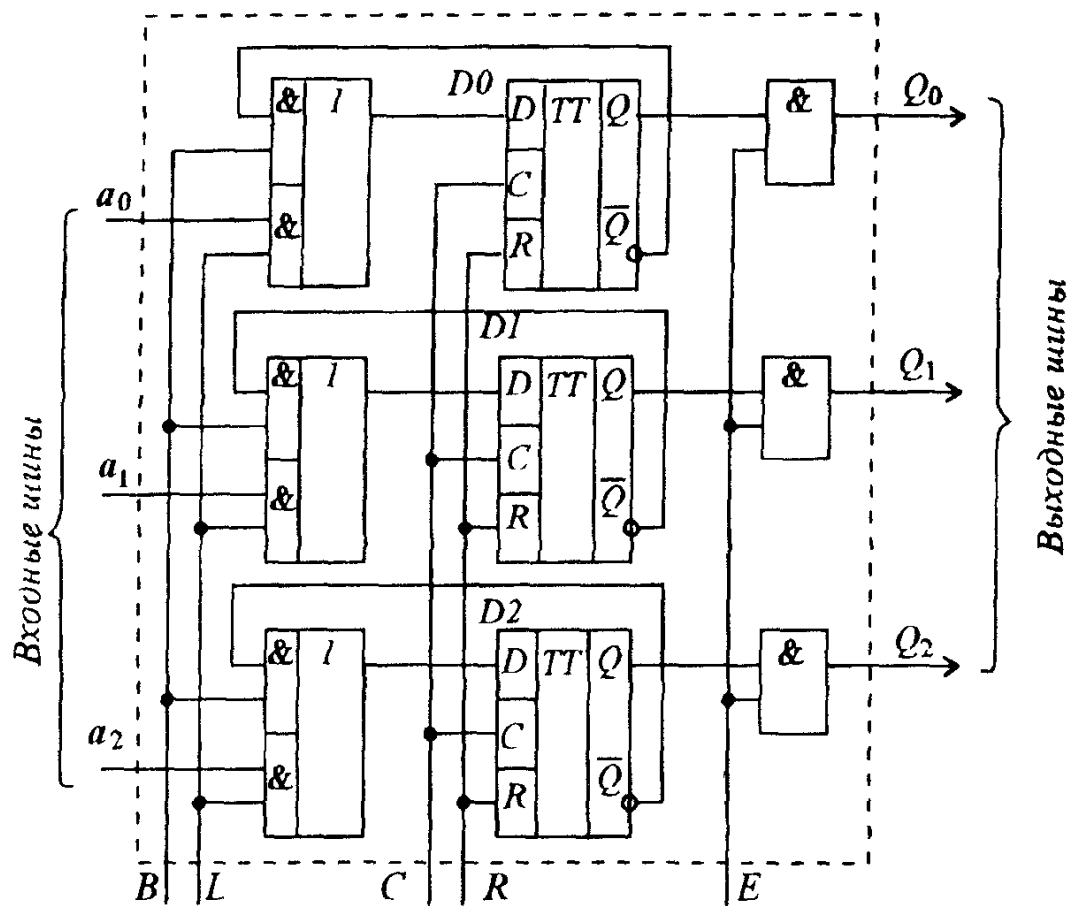 D0
& 1 D TT Q & Q0
C
a0
& Q̅
R
D1
& 1 D TT Q & Q1
C
a1
& Q̅
R
D2
& 1 D TT Q & Q2
C
a2
& Q̅
R
B L C R E
Входные шины
Выходные шины